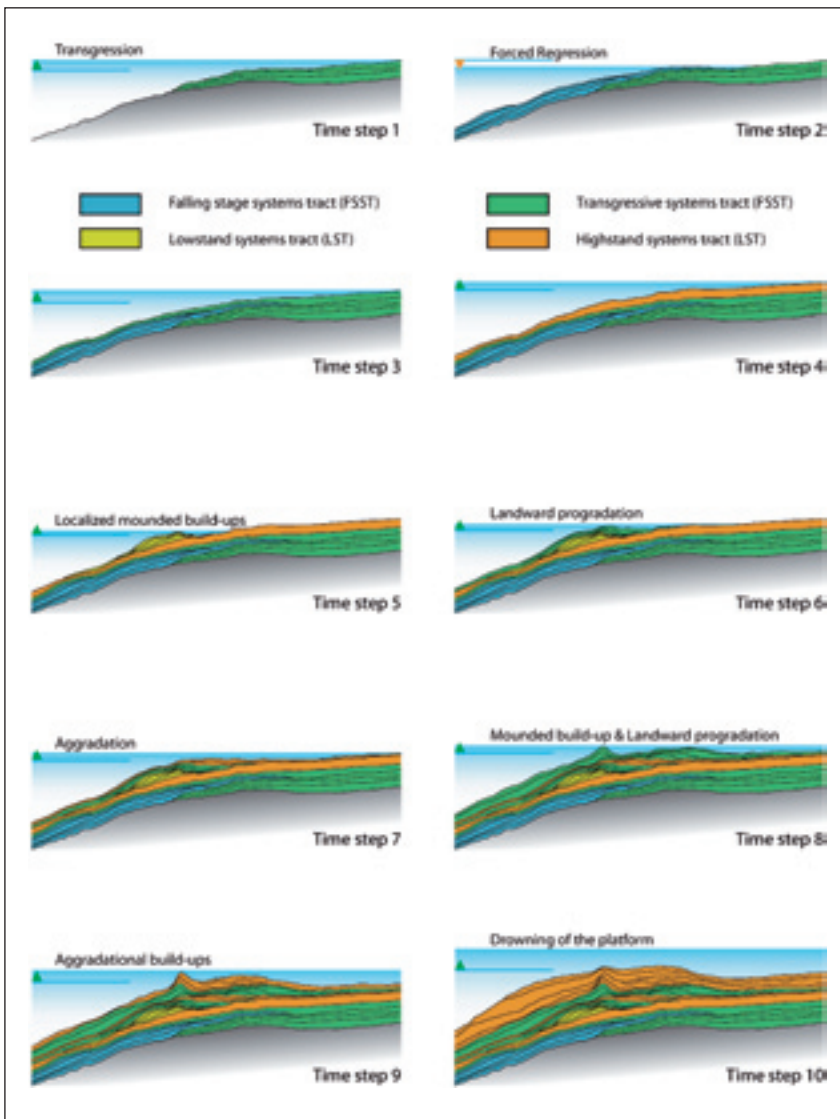 Transgression
Time step 1
Forced Regression
Time step 2
Falling stage systems tract (FSST)
Lowstand systems tract (LST)
Transgressive systems tract (FSST)
Highstand systems tract (LST)
Time step 3
Time step 4
Localized mounded build-ups
Time step 5
Landward progradation
Time step 6
Aggradation
Time step 7
Mounded build-up & Landward progradation
Time step 8
Aggradational build-ups
Time step 9
Drowning of the platform
Time step 10